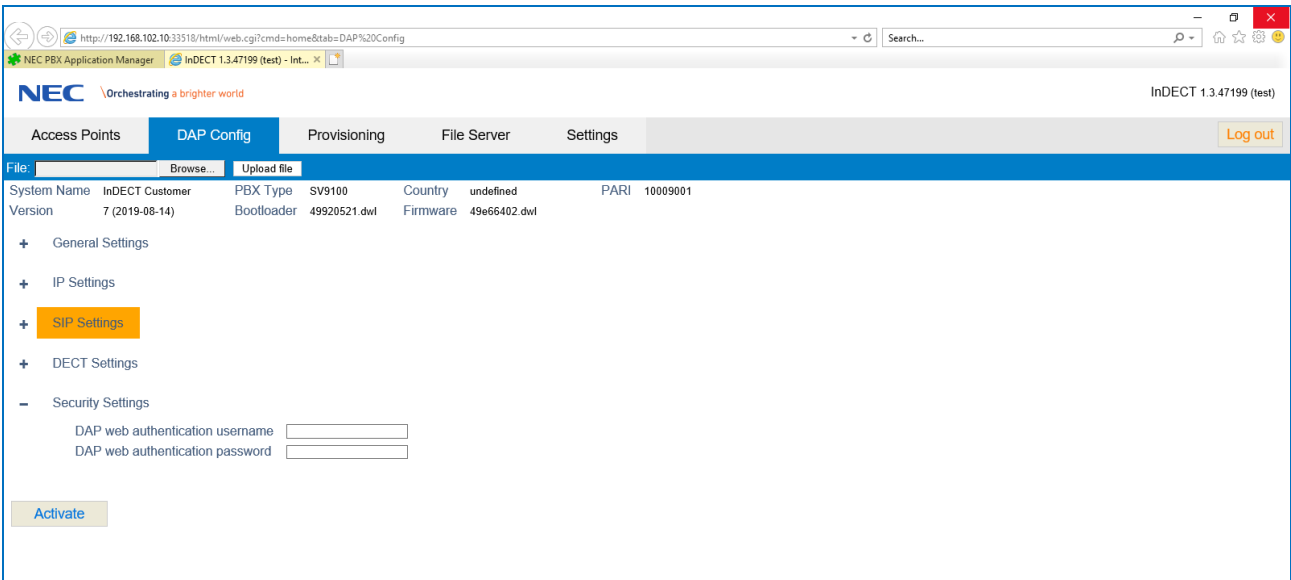 http://192.168.102.10:33518/html/web.cgi?cmd=home&tab=DAP%20Config Search...
NEC PBX Application Manager InDECT 1.3.47199 (test) - Int...
NEC \Orchestrating a brighter world InDECT 1.3.47199 (test)
Access Points DAP Config Provisioning File Server Settings Log out
File: Browse... Upload file
System Name InDECT Customer PBX Type SV9100 Country undefined PARI 10009001
Version 7 (2019-08-14) Bootloader 49920521.dwl Firmware 49e66402.dwl
+ General Settings
+ IP Settings
+ SIP Settings
+ DECT Settings
– Security Settings
DAP web authentication username
DAP web authentication password
Activate